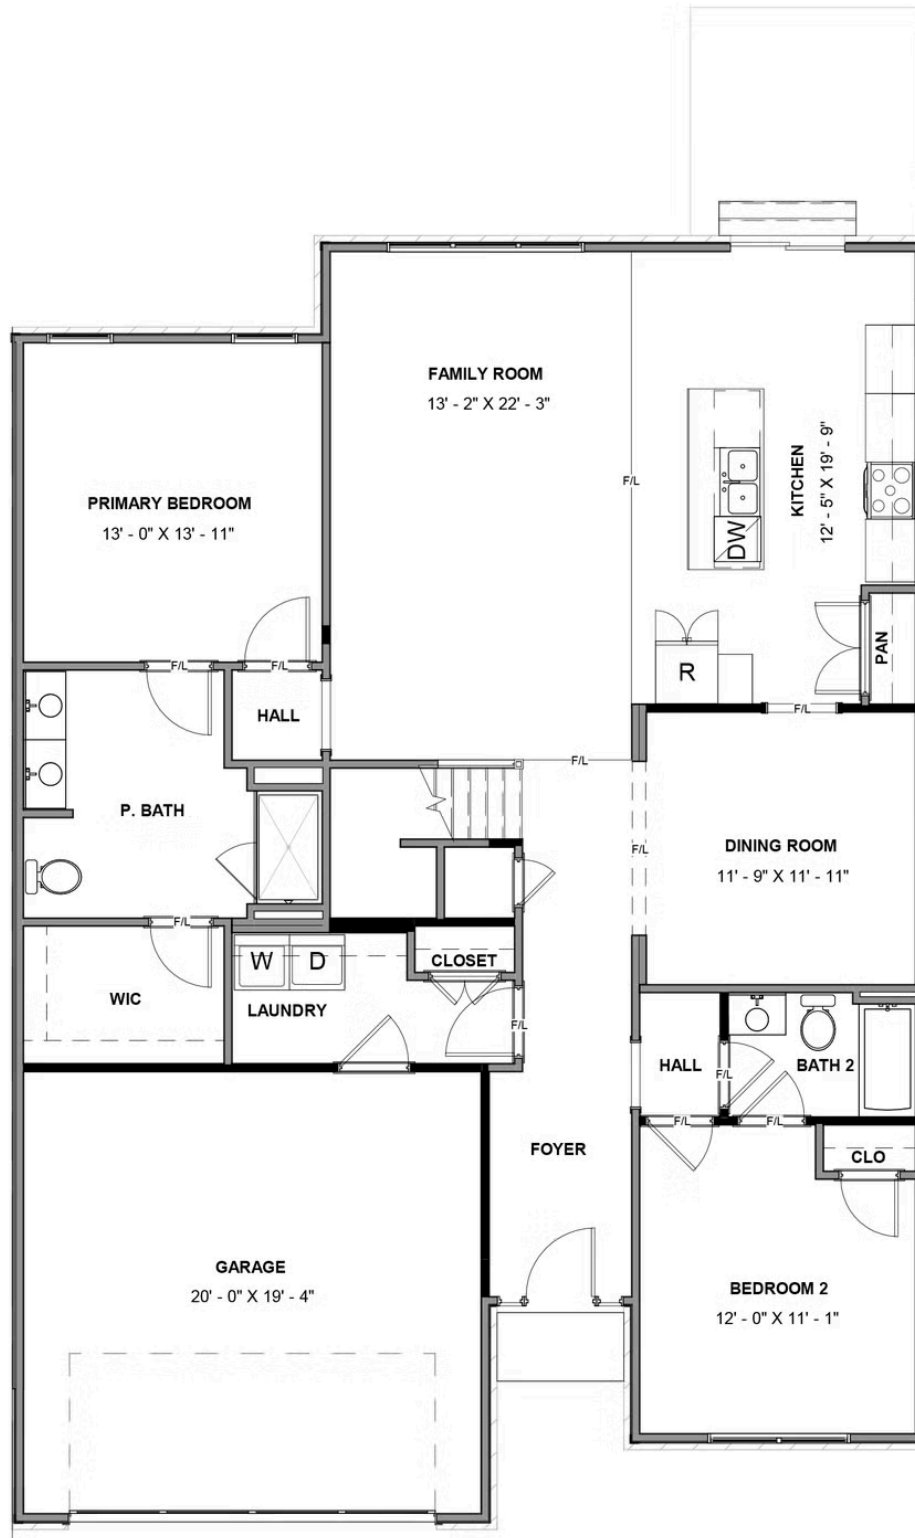 FAMILY ROOM
13' - 2" X 22' - 3"
F/L
KITCHEN
12' - 5" X 19' - 9"
DW
PRIMARY BEDROOM
13' - 0" X 13' - 11"
F/L
F/L
HALL
R
PAN
F/L
F/L
P. BATH
DINING ROOM
11' - 9" X 11' - 11"
F/L
F/L
WIC
W
D
CLOSET
LAUNDRY
F/L
HALL
F/L
BATH 2
F/L
F/L
FOYER
CLO
GARAGE
20' - 0" X 19' - 4"
BEDROOM 2
12' - 0" X 11' - 1"